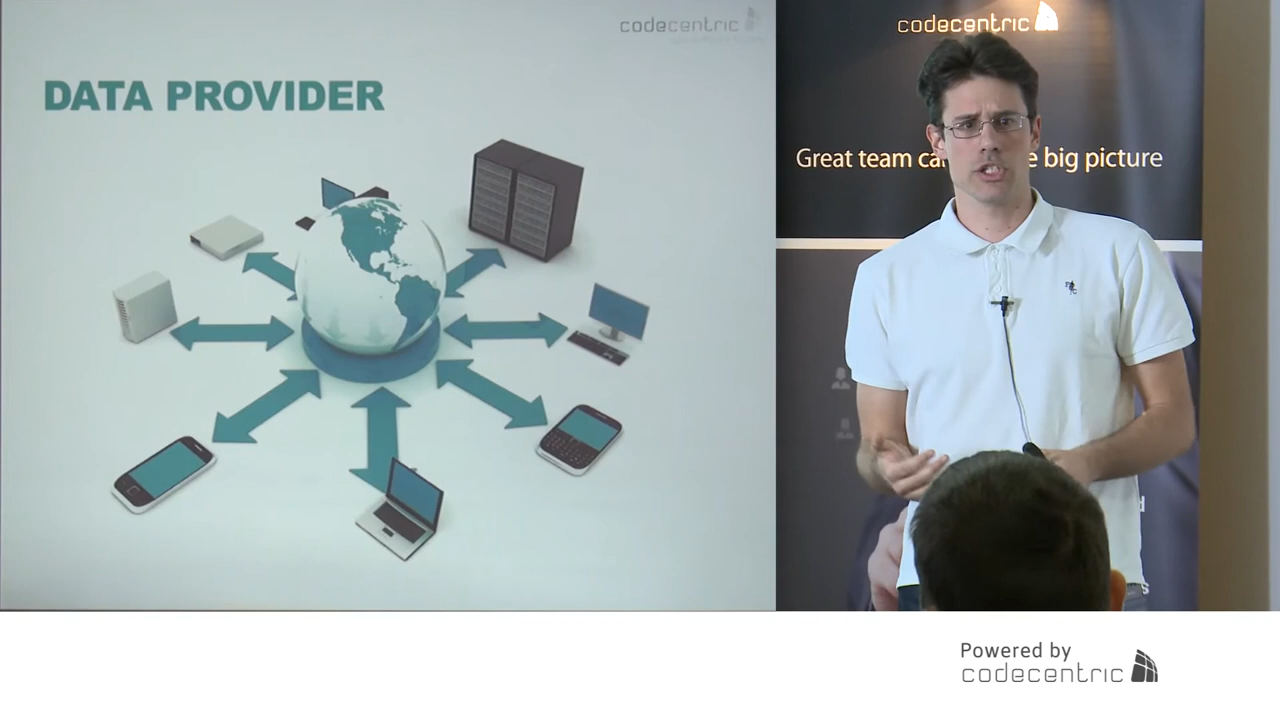 codecentric
DATA PROVIDER
codecentric
Great team ca
e big picture
d
s
Powered by
codecentric